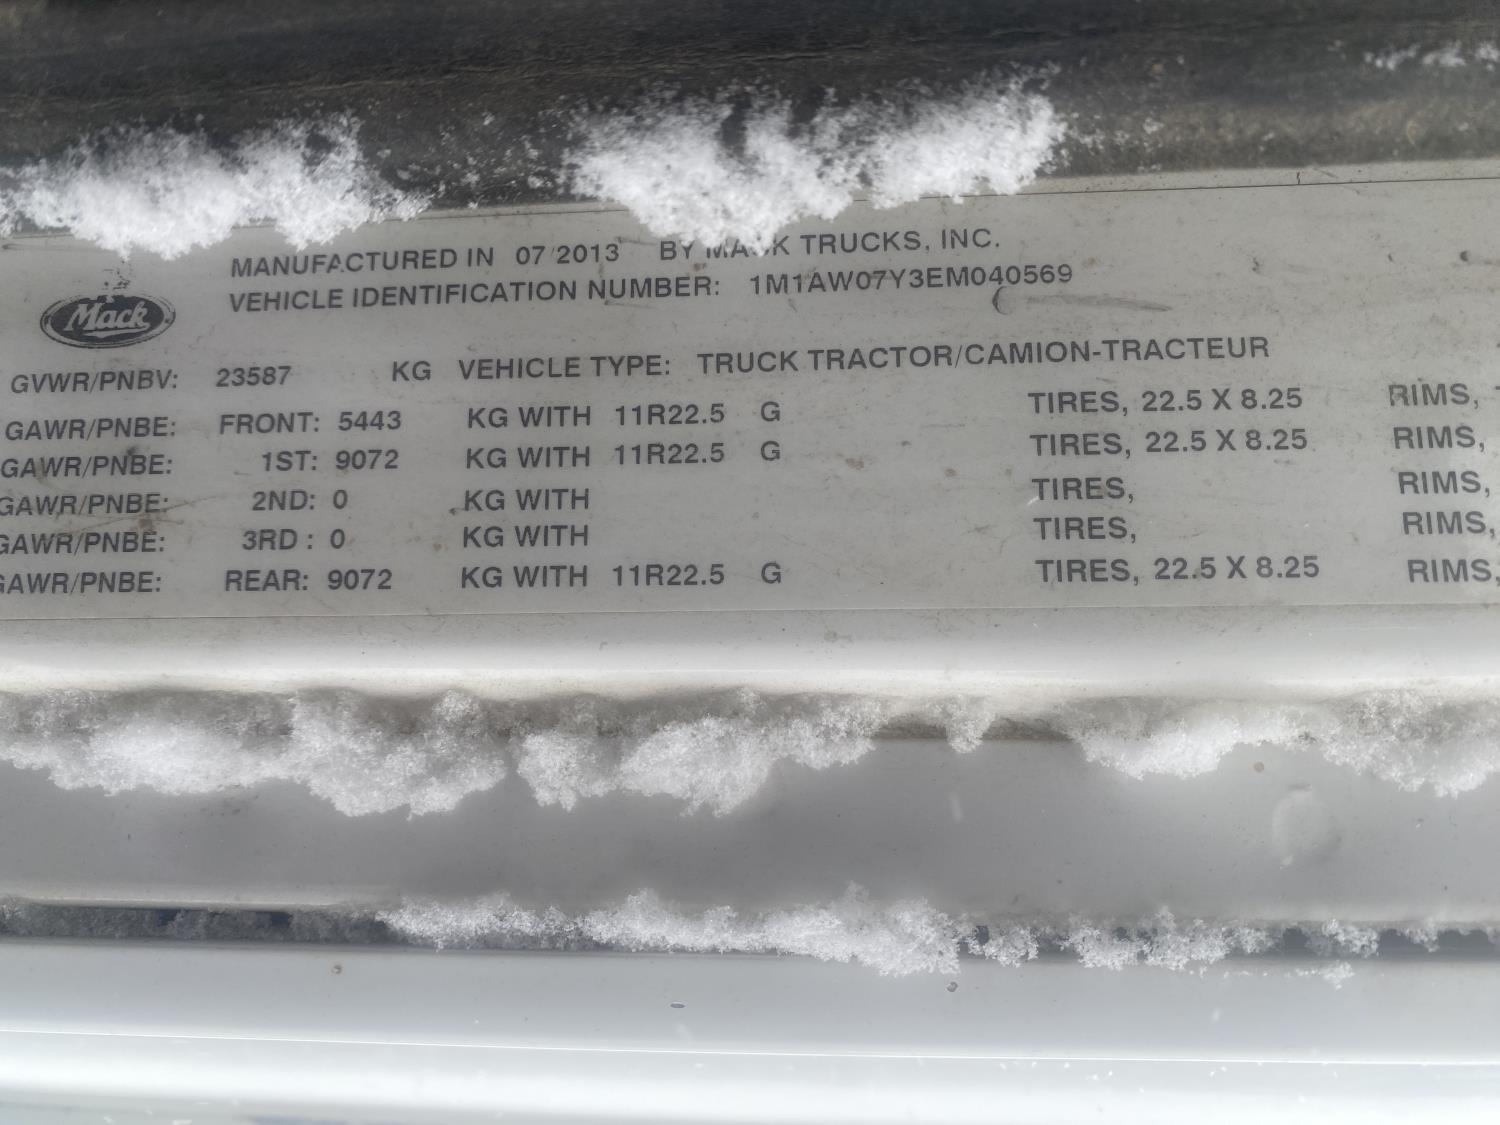 MANUFACTURED IN 07 2013 BY MACK TRUCKS, INC.
VEHICLE IDENTIFICATION NUMBER: 1M1AW07Y3EM040569
Mack
GVWR/PNBV: 23587 KG VEHICLE TYPE: TRUCK TRACTOR/CAMION-TRACTEUR
GAWR/PNBE: FRONT: 5443 KG WITH 11R22.5 G TIRES, 22.5 X 8.25 RIMS,
GAWR/PNBE: 1ST: 9072 KG WITH 11R22.5 G TIRES, 22.5 X 8.25 RIMS,
GAWR/PNBE: 2ND: 0 KG WITH TIRES, RIMS,
GAWR/PNBE: 3RD : 0 KG WITH TIRES, RIMS,
GAWR/PNBE: REAR: 9072 KG WITH 11R22.5 G TIRES, 22.5 X 8.25 RIMS,